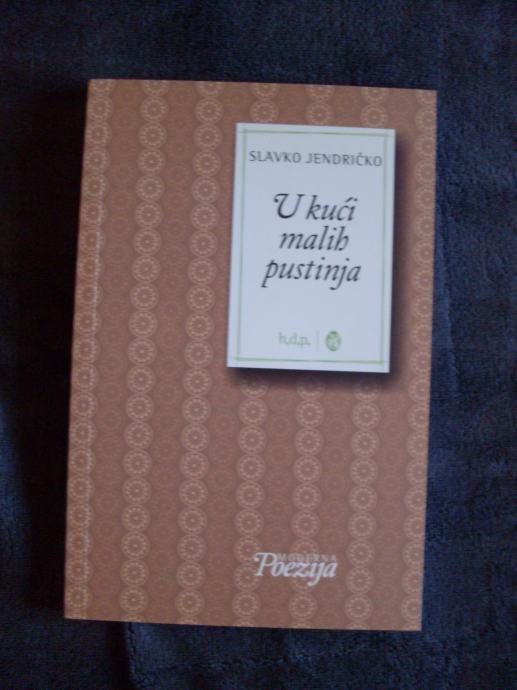 SLAVKO JENDRIČKO
U kući
malih
pustinja
h,d,p,
MODERNA
Poezija